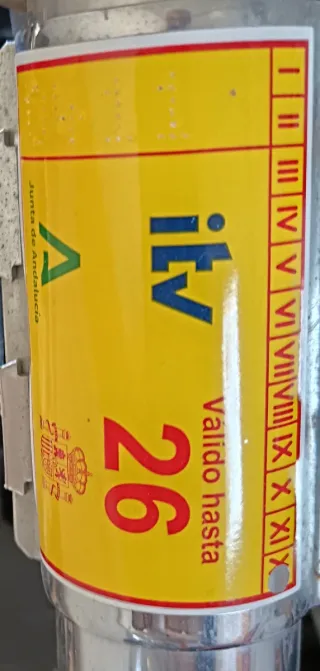 I II III IV V VI VII VIII IX X XI
itv
Válido hasta
26
Junta de Andalucía